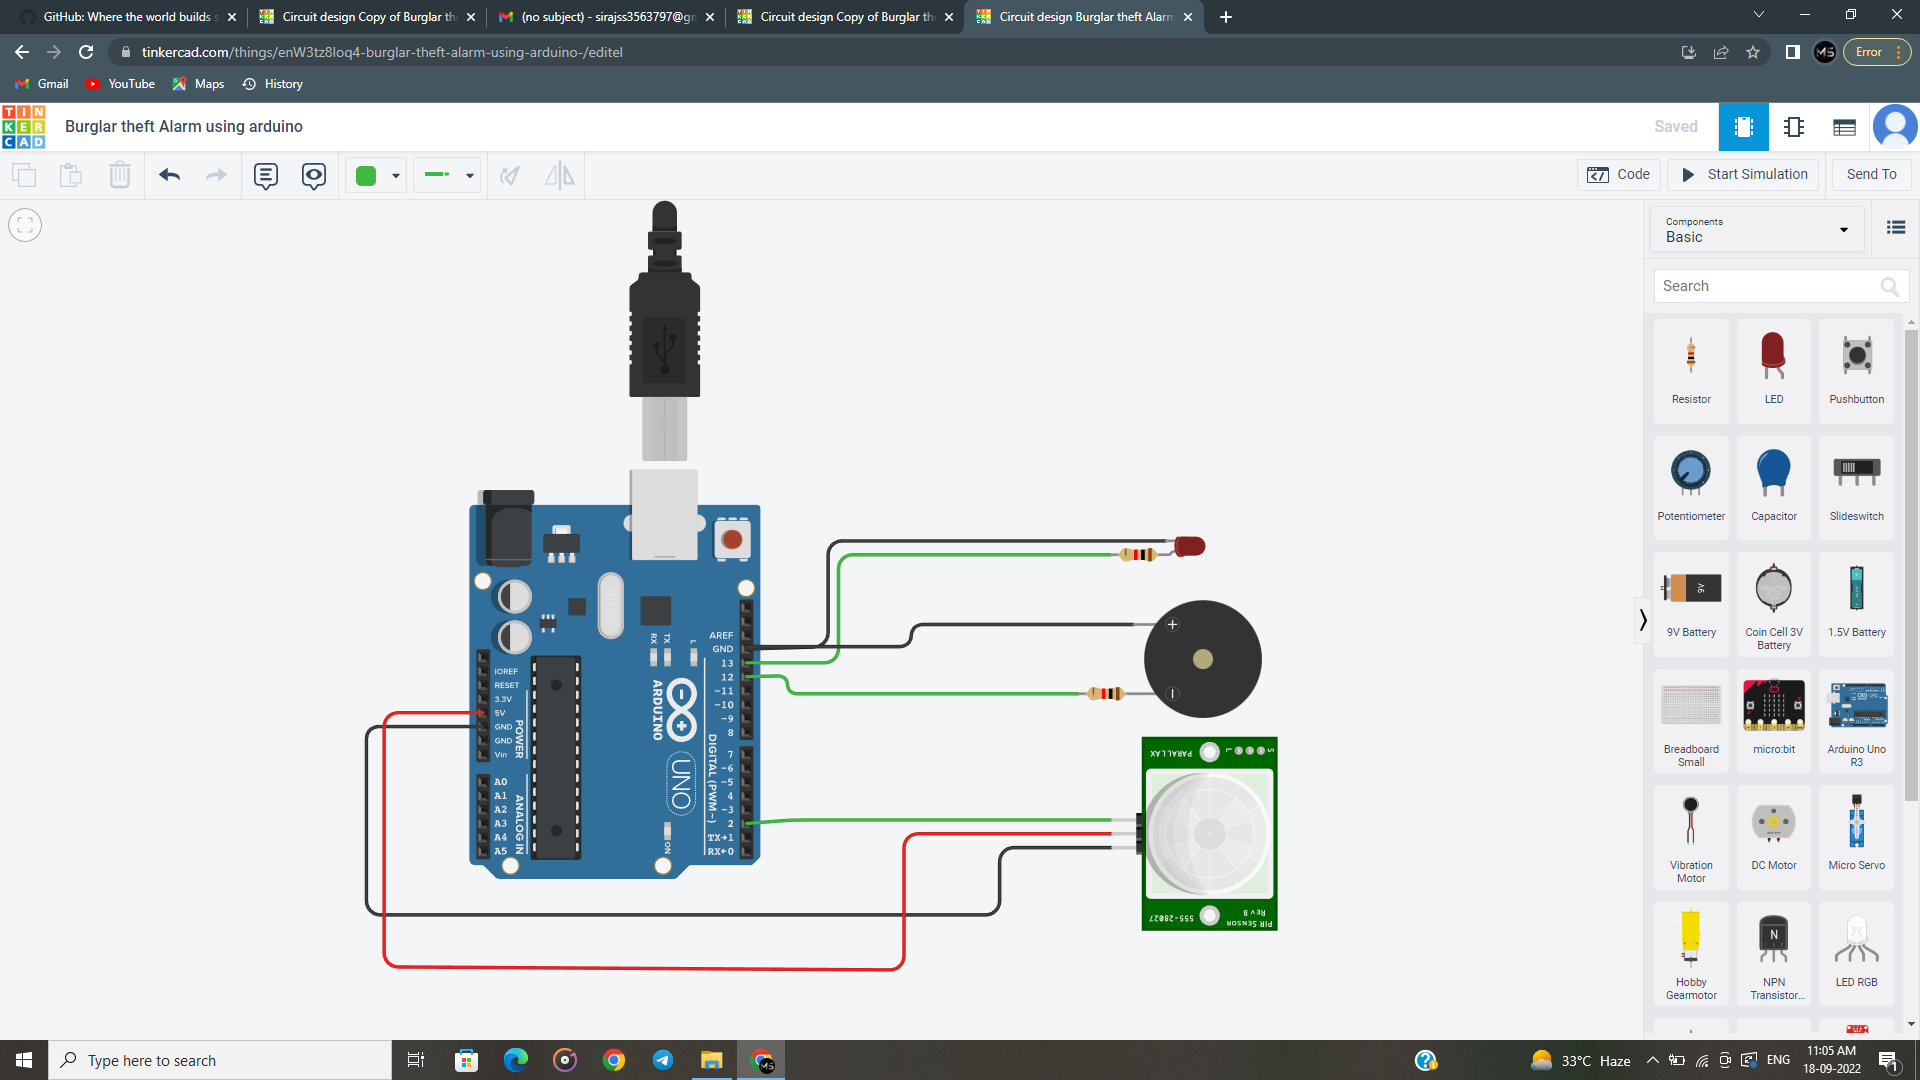 GitHub: Where the world builds s
Circuit design Copy of Burglar the
(no subject) - sirajss3563797@gm
Circuit design Copy of Burglar the
Circuit design Burglar theft Alarm
tinkercad.com/things/enW3tz8loq4-burglar-theft-alarm-using-arduino-/editel
MS
Error
Gmail
YouTube
Maps
History
TIN
KER
CAD
Burglar theft Alarm using arduino
Saved
Code
Start Simulation
Send To
Components
Basic
Search
Resistor
LED
Pushbutton
Potentiometer
Capacitor
Slideswitch
9V
9V Battery
Coin Cell 3V
Battery
1.5V Battery
Breadboard
Small
micro:bit
Arduino Uno
R3
Vibration
Motor
DC Motor
Micro Servo
Hobby
Gearmotor
N
NPN
Transistor...
LED RGB
AREF
GND
13
12
~11
~10
~9
8
7
~6
~5
4
~3
2
TX→1
RX←0
DIGITAL (PWM~)
IOREF
RESET
3.3V
5V
GND
GND
Vin
POWER
A0
A1
A2
A3
A4
A5
ANALOG IN
RX
TX
L
ARDUINO
UNO
ON
PARALLAX
L
S
555-28027
PIR SENSOR
REV B
Type here to search
MS
33°C Haze
ENG
11:05 AM
18-09-2022
1